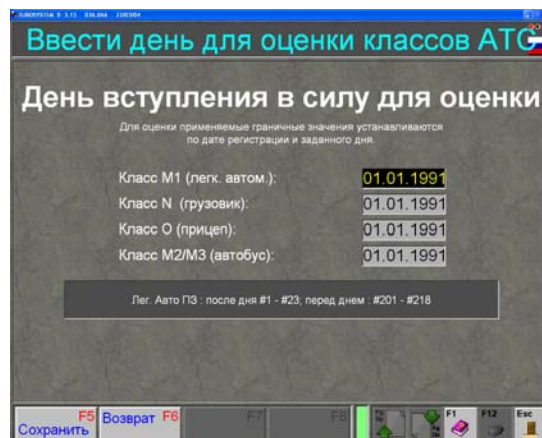 Ввести день для оценки классов АТС
День вступления в силу для оценки
Для оценки применяемые граничные значения устанавливаются
по дате регистрации и заданного дня.
Класс M1 (легк. автом.): 01.01.1991
Класс N (грузовик): 01.01.1991
Класс O (прицеп): 01.01.1991
Класс M2/M3 (автобус): 01.01.1991
Лег. Авто ПЗ : после дня #1 - #23; перед днем : #201 - #218
F5 Сохранить
Возврат F6
F7
F8
F1
F12
Esc